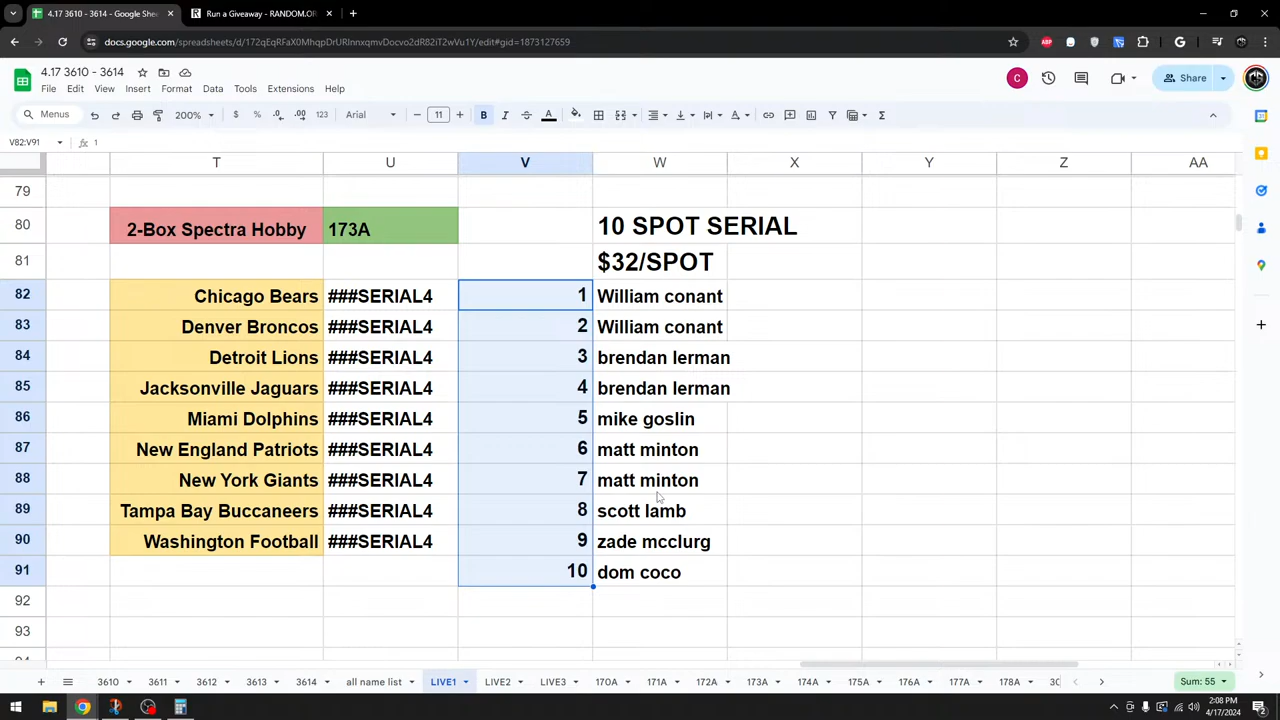 4.17 3610 - 3614 - Google Shee
Run a Giveaway - RANDOM.OR
docs.google.com/spreadsheets/d/172qEqRFaX0MhqpDrURInnxqmvDocvo2dR82iT2wVu1Y/edit#gid=1873127659
4.17 3610 - 3614
File Edit View Insert Format Data Tools Extensions Help
Share
Menus 200% $ % .0 .00 123 Arial 11 B I A
V82:V91 fx 1
T U V W X Y Z AA
79
80 2-Box Spectra Hobby 173A 10 SPOT SERIAL
81 $32/SPOT
82 Chicago Bears ###SERIAL4 1 William conant
83 Denver Broncos ###SERIAL4 2 William conant
84 Detroit Lions ###SERIAL4 3 brendan lerman
85 Jacksonville Jaguars ###SERIAL4 4 brendan lerman
86 Miami Dolphins ###SERIAL4 5 mike goslin
87 New England Patriots ###SERIAL4 6 matt minton
88 New York Giants ###SERIAL4 7 matt minton
89 Tampa Bay Buccaneers ###SERIAL4 8 scott lamb
90 Washington Football ###SERIAL4 9 zade mcclurg
91 10 dom coco
92
93
3610 3611 3612 3613 3614 all name list LIVE1 LIVE2 LIVE3 170A 171A 172A 173A 174A 175A 176A 177A 178A Sum: 55
2:08 PM
4/17/2024